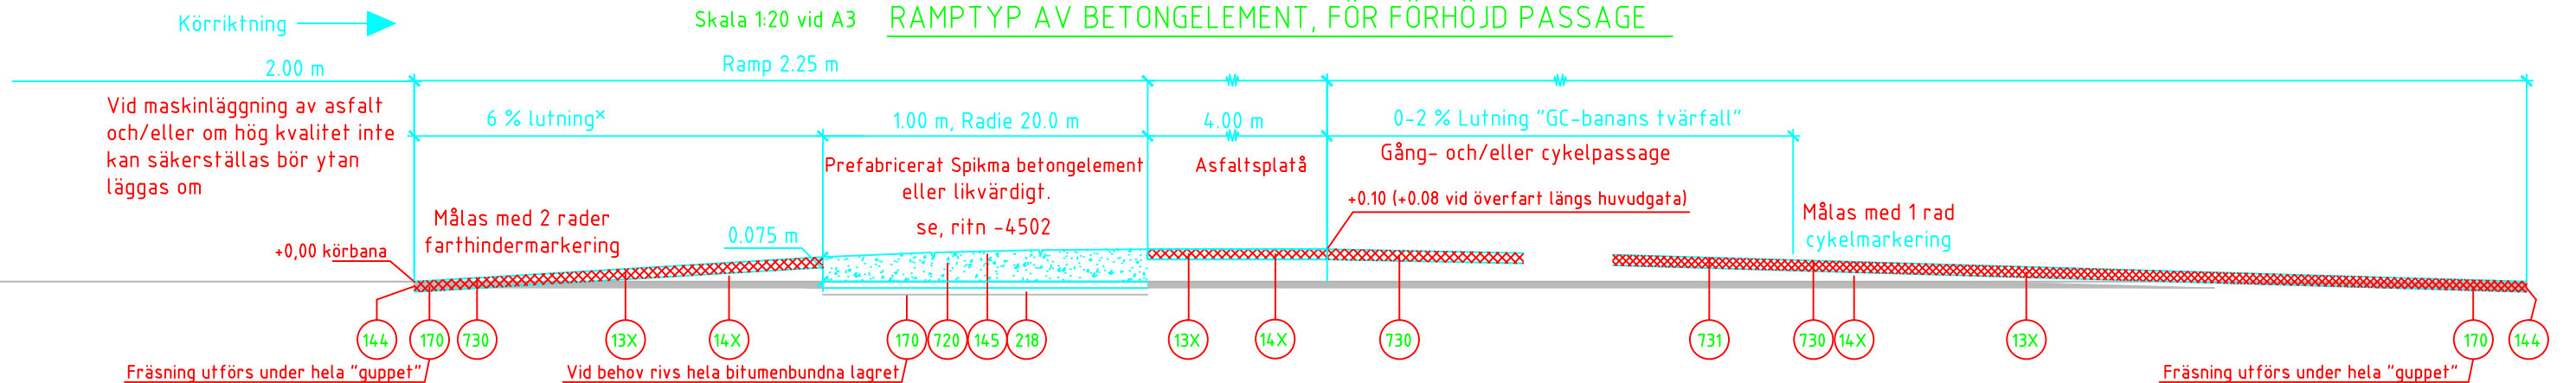 Körriktning
Skala 1:20 vid A3
RAMPTYP AV BETONGELEMENT, FÖR FÖRHÖJD PASSAGE
2.00 m
Ramp 2.25 m
Vid maskinläggning av asfalt
och/eller om hög kvalitet inte
kan säkerställas bör ytan
läggas om
6 % lutningˣ
1.00 m, Radie 20.0 m
4.00 m
0-2 % Lutning "GC-banans tvärfall"
Prefabricerat Spikma betongelement
eller likvärdigt.
se, ritn -4502
Asfaltsplatå
Gång- och/eller cykelpassage
+0.10 (+0.08 vid överfart längs huvudgata)
Målas med 2 rader
farthindermarkering
Målas med 1 rad
cykelmarkering
+0,00 körbana
0.075 m
144 170 730 13X 14X 170 720 145 218 13X 14X 730 731 730 14X 13X 170 144
Fräsning utförs under hela "guppet"
Vid behov rivs hela bitumenbundna lagret
Fräsning utförs under hela "guppet"